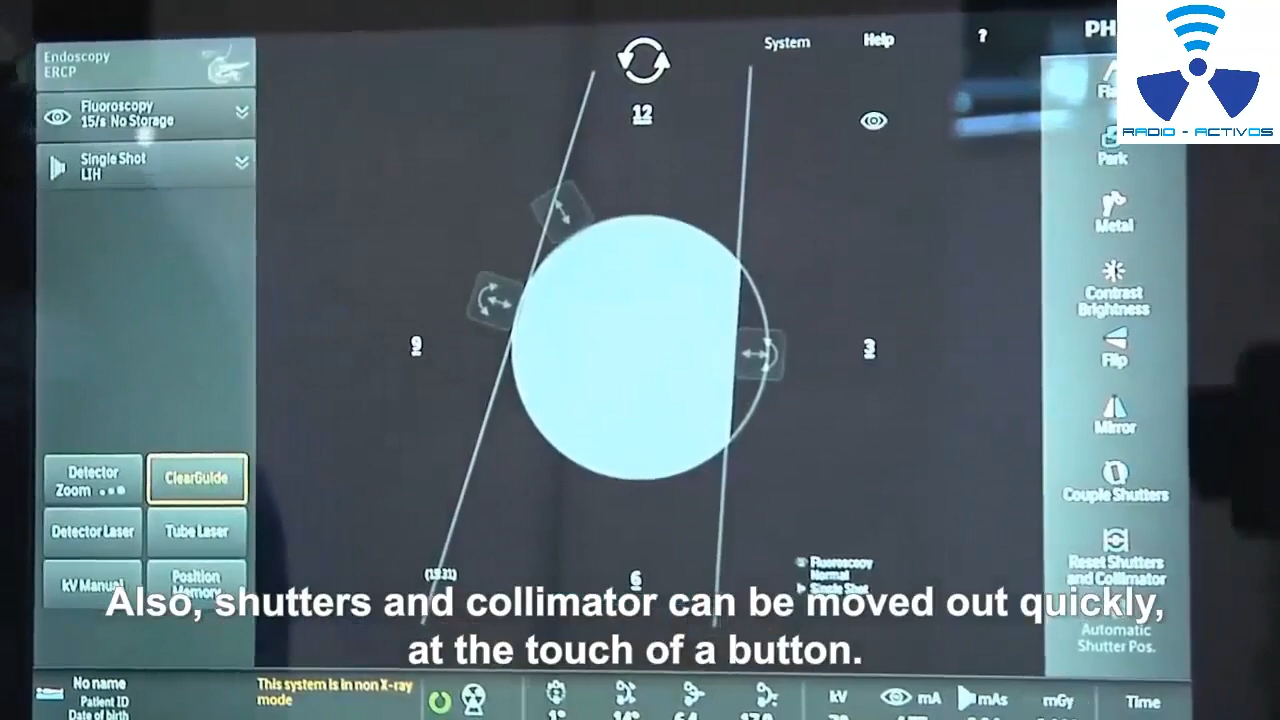 Endoscopy
ERCP
Fluoroscopy
15/s No Storage
Single Shot
LIH
Detector
Zoom
ClearGuide
Detector Laser
Tube Laser
kV Manual
Position
Memory
12
9
3
6
(15:31)
System
Help
?
PH
RADIO - ACTIVOS
Park
Metal
Contrast
Brightness
Flip
Mirror
Couple Shutters
Reset Shutters
and Collimator
Automatic
Shutter Pos.
Fluoroscopy
Normal
Single Shot
Also, shutters and collimator can be moved out quickly,
at the touch of a button.
No name
Patient ID
Date of birth
This system is in non X-ray
mode
kV
mA
mAs
mGy
Time